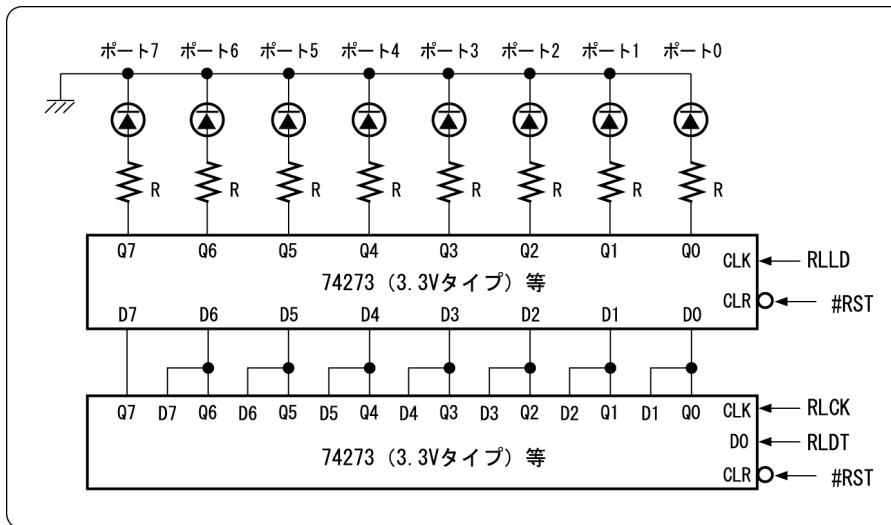 ポート7 ポート6 ポート5 ポート4 ポート3 ポート2 ポート1 ポート0
R R R R R R R R
Q7 Q6 Q5 Q4 Q3 Q2 Q1 Q0
CLK RLLD
74273 (3.3Vタイプ) 等
CLR #RST
D7 D6 D5 D4 D3 D2 D1 D0
Q7 D7 Q6 D6 Q5 D5 Q4 D4 Q3 D3 Q2 D2 Q1 D1 Q0 CLK RLCK
D0 RLDT
74273 (3.3Vタイプ) 等
CLR #RST